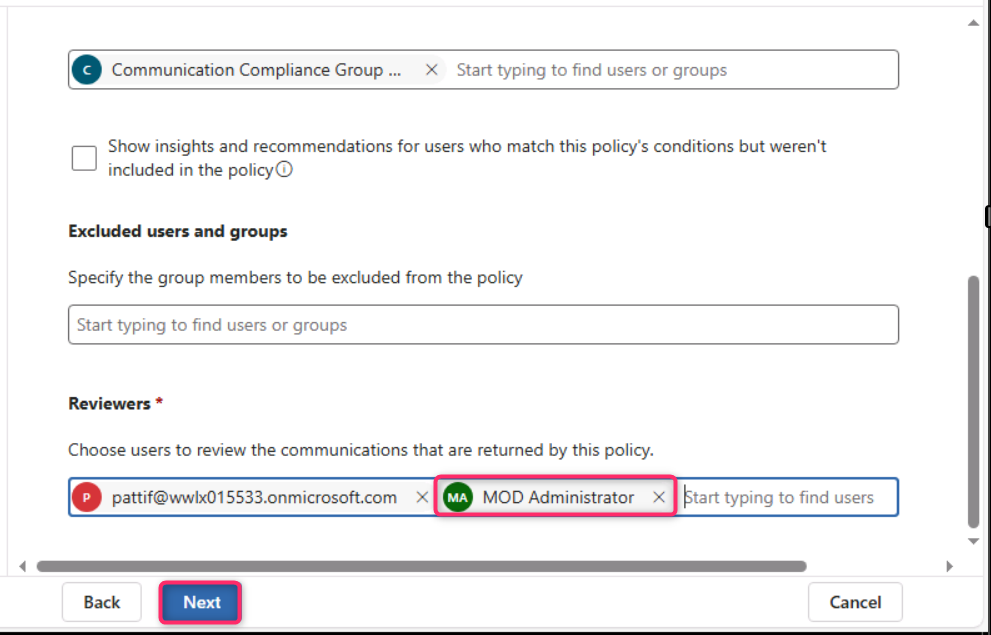 C Communication Compliance Group ... × Start typing to find users or groups
Show insights and recommendations for users who match this policy's conditions but weren't
included in the policy ⓘ
Excluded users and groups
Specify the group members to be excluded from the policy
Start typing to find users or groups
Reviewers *
Choose users to review the communications that are returned by this policy.
P pattif@wwlx015533.onmicrosoft.com × MA MOD Administrator × Start typing to find users
Back Next Cancel